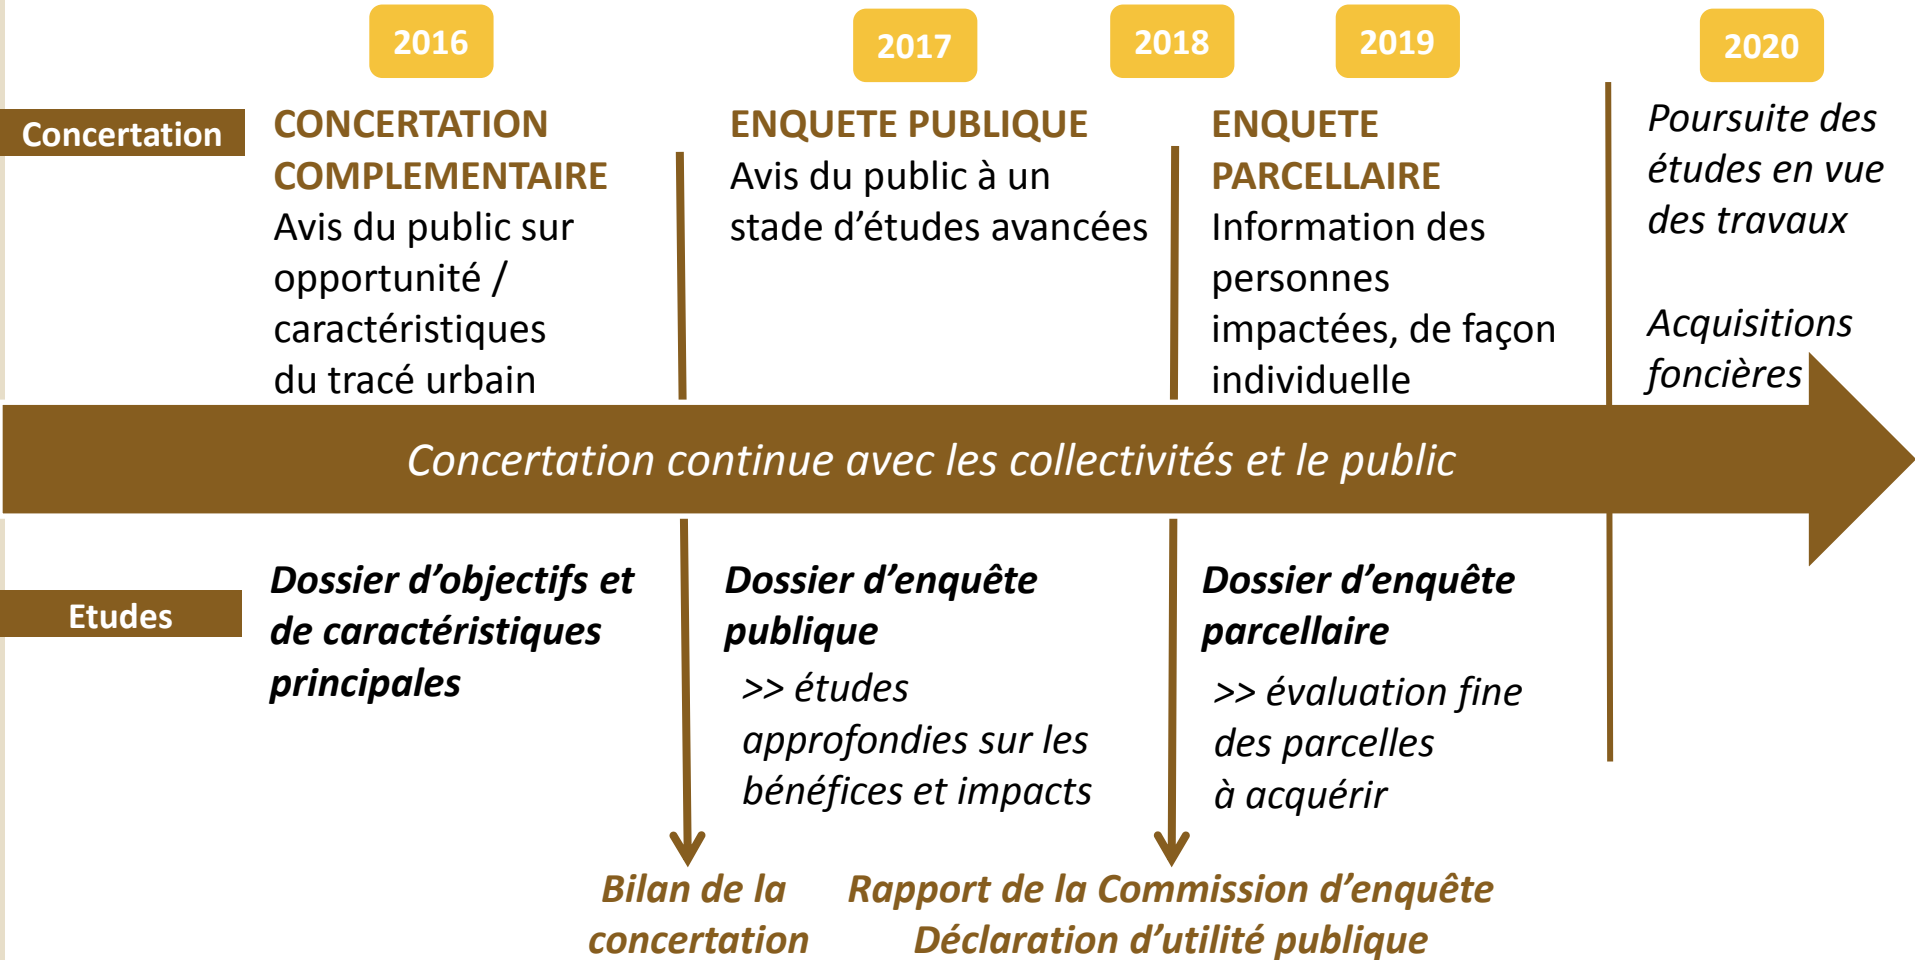 2016
2017
2018
2019
2020
Concertation
CONCERTATION
COMPLEMENTAIRE
Avis du public sur
opportunité /
caractéristiques
du tracé urbain
ENQUETE PUBLIQUE
Avis du public à un
stade d’études avancées
ENQUETE
PARCELLAIRE
Information des
personnes
impactées, de façon
individuelle
Poursuite des
études en vue
des travaux
Acquisitions
foncières
Concertation continue avec les collectivités et le public
Etudes
Dossier d’objectifs et
de caractéristiques
principales
Dossier d’enquête
publique
>> études
approfondies sur les
bénéfices et impacts
Dossier d’enquête
parcellaire
>> évaluation fine
des parcelles
à acquérir
Bilan de la
concertation
Rapport de la Commission d’enquête
Déclaration d’utilité publique